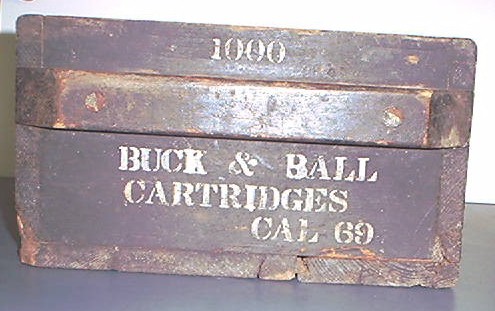 1000
BUCK & BALL
CARTRIDGES
CAL 69